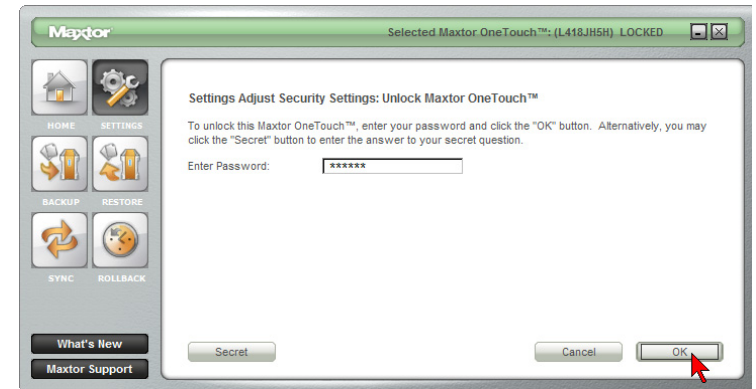 Maxtor
Selected Maxtor OneTouch™: (L418JH5H) LOCKED
HOME SETTINGS
BACKUP RESTORE
SYNC ROLLBACK
What's New
Maxtor Support
Settings Adjust Security Settings: Unlock Maxtor OneTouch™
To unlock this Maxtor OneTouch™, enter your password and click the "OK" button. Alternatively, you may
click the "Secret" button to enter the answer to your secret question.
Enter Password: ******
Secret Cancel OK